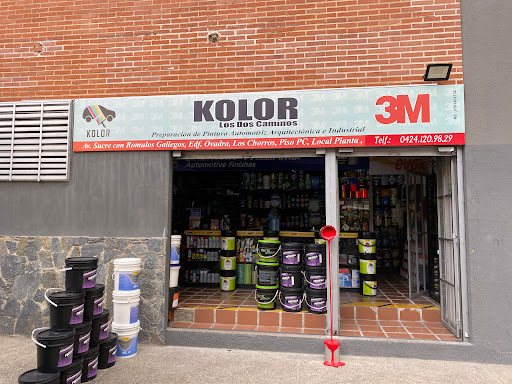 KOLOR
KOLOR
Los Dos Caminos
3M
Preparación de Pintura Automotriz Arquitectónica e Industrial
Av. Sucre con Romulos Gallegos, Edf. Ovadra, Los Chorros, Piso PC, Local Planta , Telf.: 0424.120.98.29
Automotive Finishes